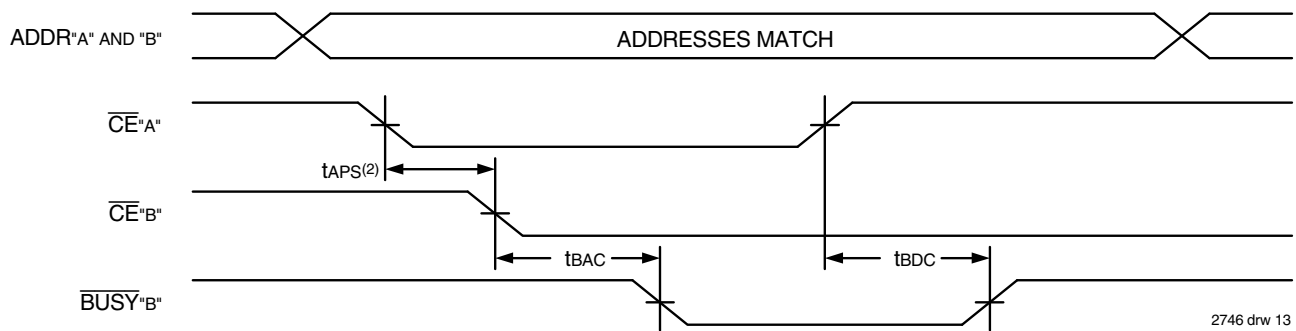 ADDR"A" AND "B" ADDRESSES MATCH
CE"A"
tAPS(2)
CE"B"
tBAC tBDC
BUSY"B"
2746 drw 13